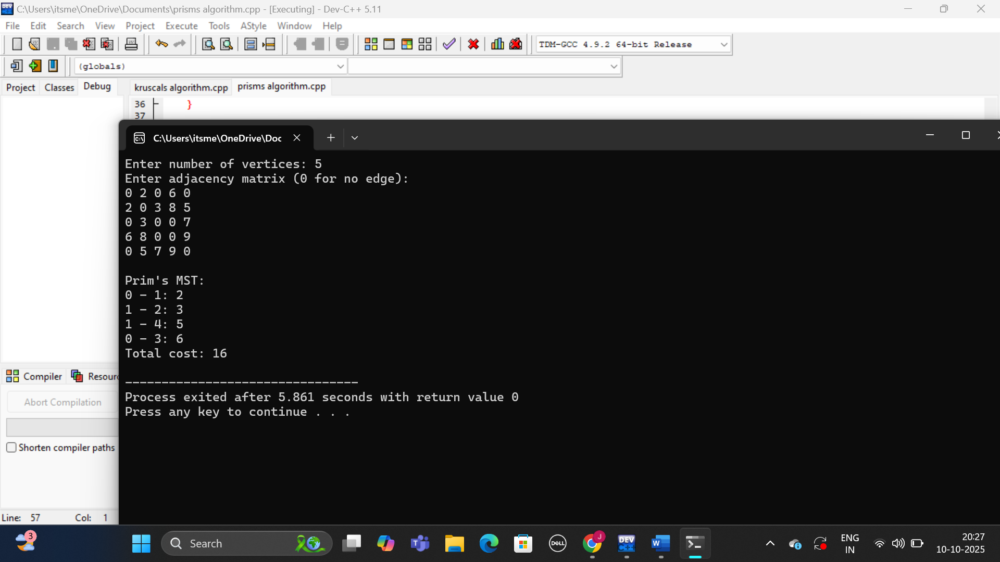 C:\Users\itsme\OneDrive\Documents\prisms algorithm.cpp - [Executing] - Dev-C++ 5.11
File Edit Search View Project Execute Tools AStyle Window Help
TDM-GCC 4.9.2 64-bit Release
(globals)
Project Classes Debug kruscals algorithm.cpp prisms algorithm.cpp
36 }
37
C:\Users\itsme\OneDrive\Doc
Enter number of vertices: 5
Enter adjacency matrix (0 for no edge):
0 2 0 6 0
2 0 3 8 5
0 3 0 0 7
6 8 0 0 9
0 5 7 9 0
Prim's MST:
0 - 1: 2
1 - 2: 3
1 - 4: 5
0 - 3: 6
Total cost: 16
--------------------------------
Process exited after 5.861 seconds with return value 0
Press any key to continue . . .
Compiler Resour
Abort Compilation
Shorten compiler paths
Line: 57 Col: 1
3
Search
T
DELL
J
DEV
C++
W
ENG
IN
20:27
10-10-2025